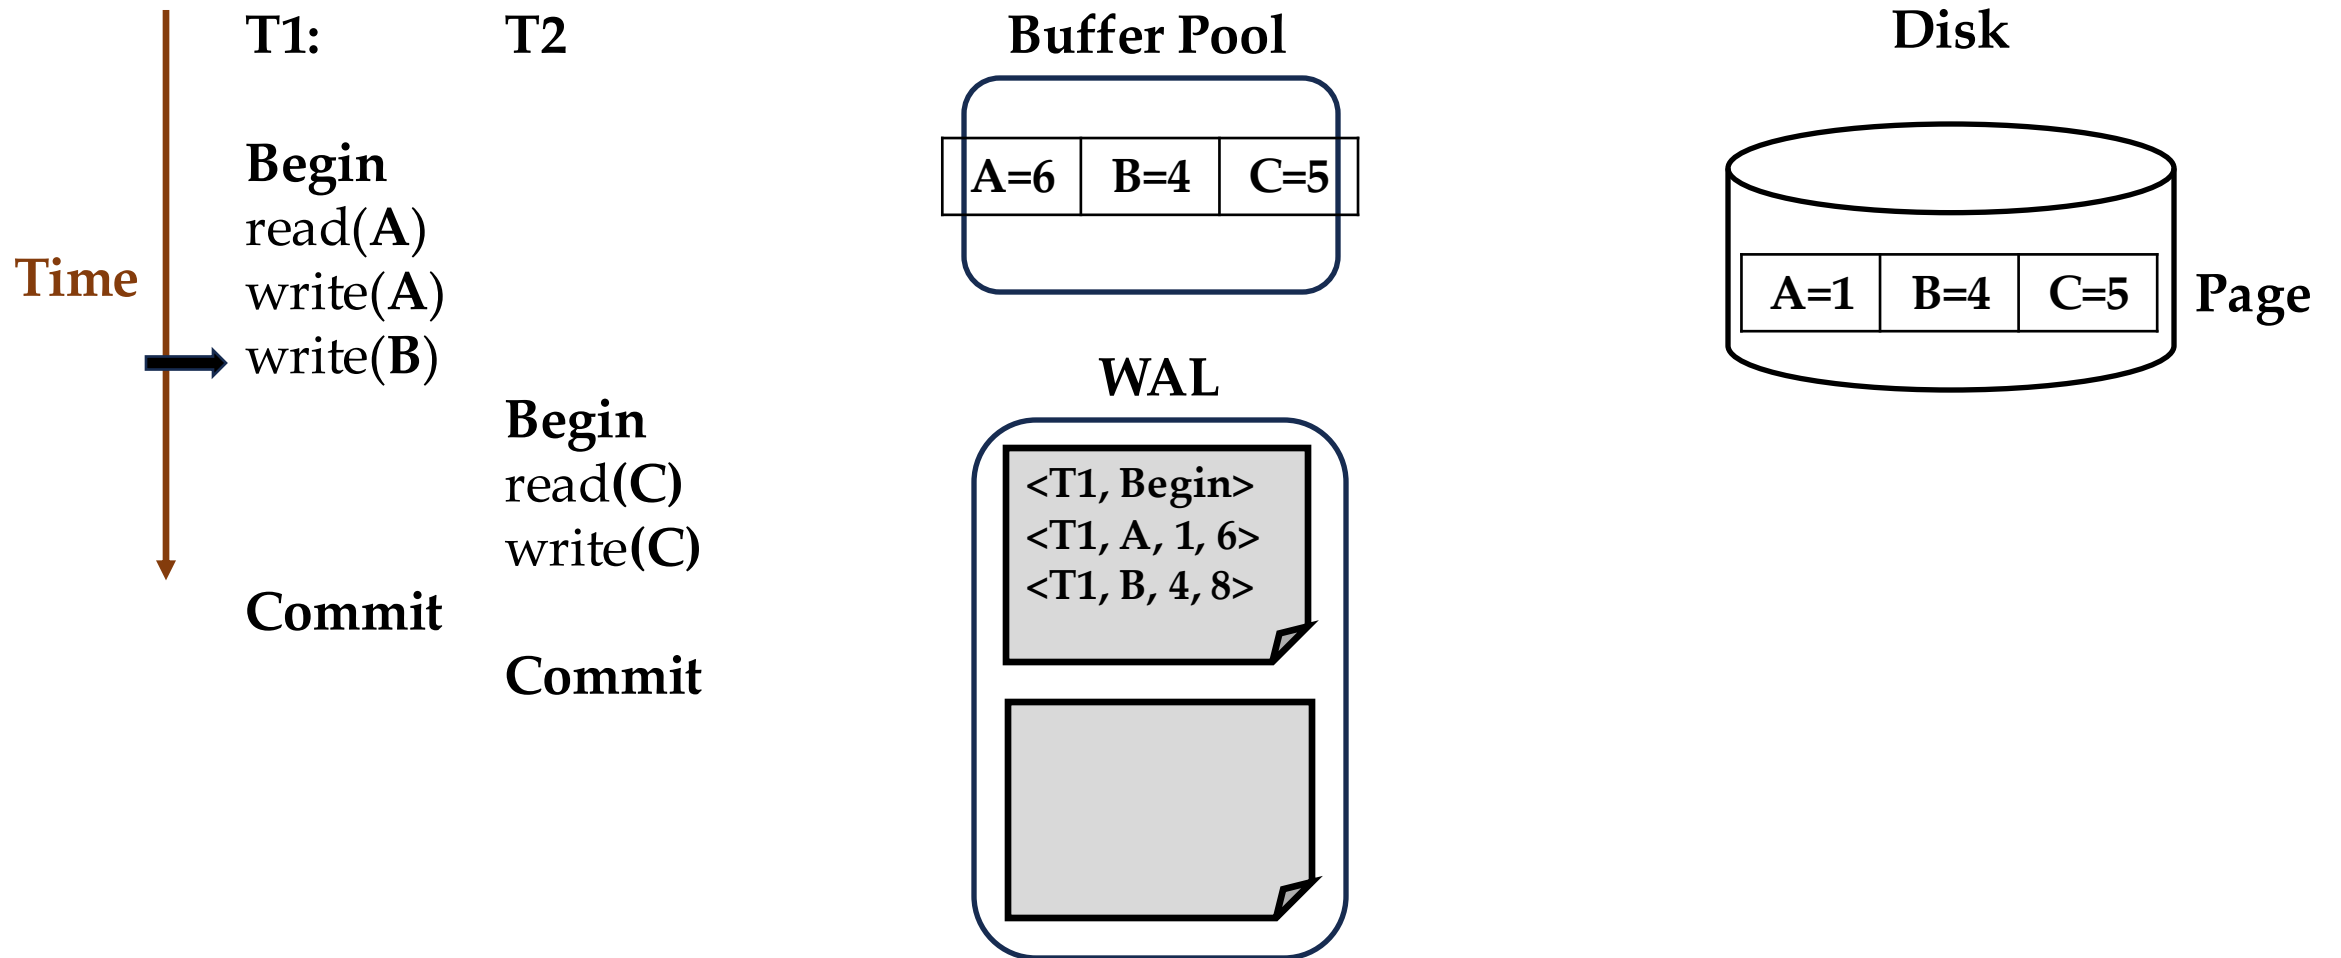 T1:
T2
Begin
read(A)
write(A)
write(B)
Begin
read(C)
write(C)
Commit
Commit
Time
Buffer Pool
A=6 B=4 C=5
WAL
<T1, Begin>
<T1, A, 1, 6>
<T1, B, 4, 8>
Disk
A=1 B=4 C=5
Page